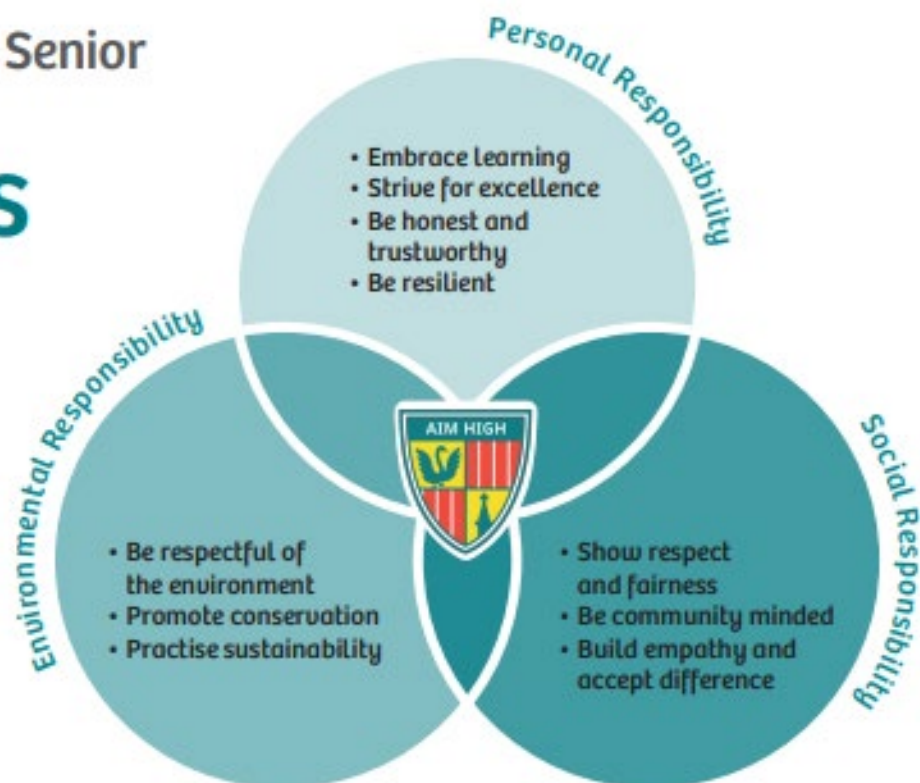 Senior
s
Personal Responsibility
• Embrace learning
• Strive for excellence
• Be honest and
trustworthy
• Be resilient
Environmental Responsibility
• Be respectful of
the environment
• Promote conservation
• Practise sustainability
AIM HIGH
Social Responsibility
• Show respect
and fairness
• Be community minded
• Build empathy and
accept difference